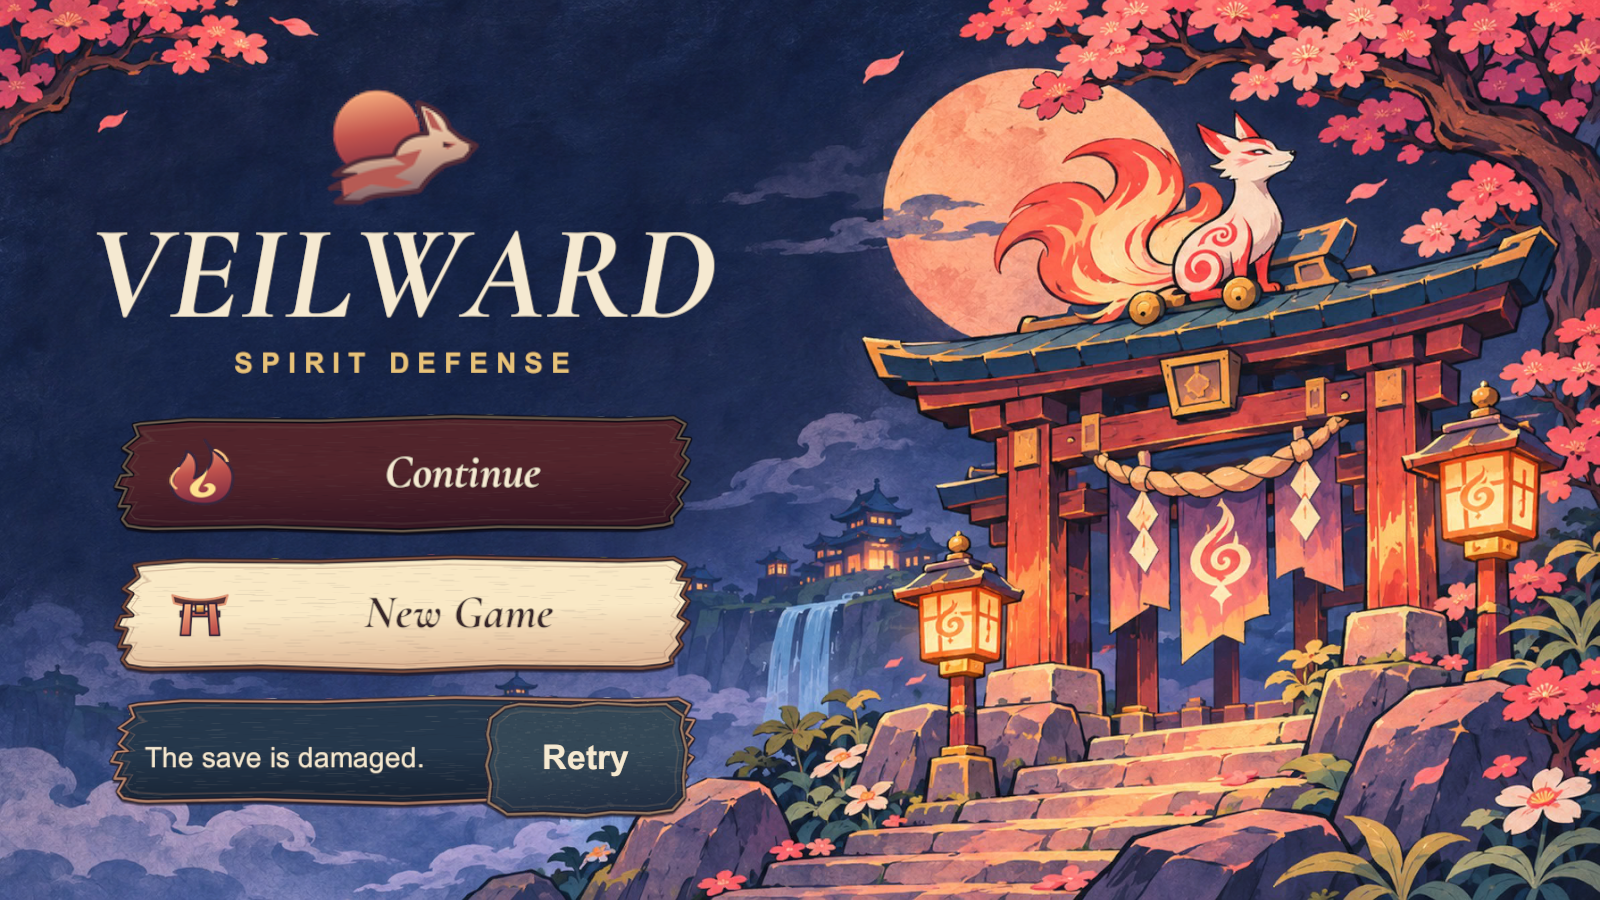 VEILWARD
SPIRIT DEFENSE
Continue
New Game
The save is damaged.
Retry